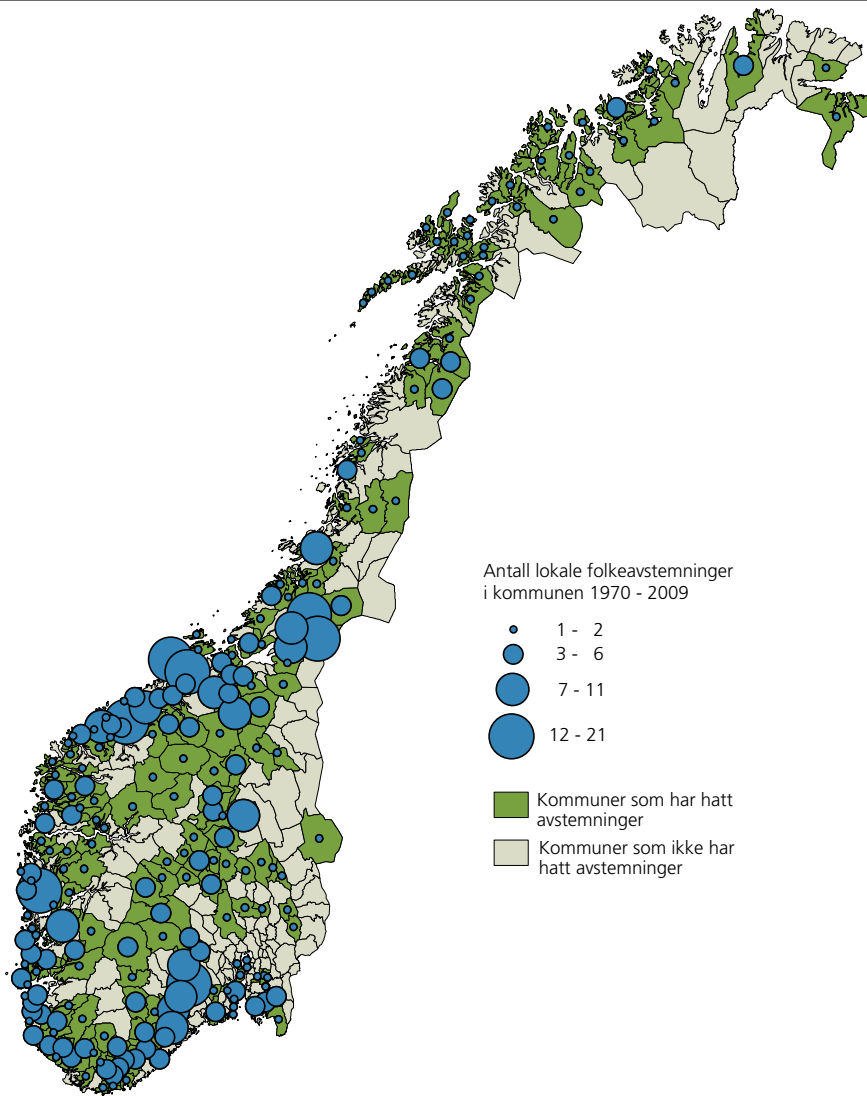 Antall lokale folkeavstemninger
i kommunen 1970 - 2009
1 - 2
3 - 6
7 - 11
12 - 21
Kommuner som har hatt
avstemninger
Kommuner som ikke har
hatt avstemninger